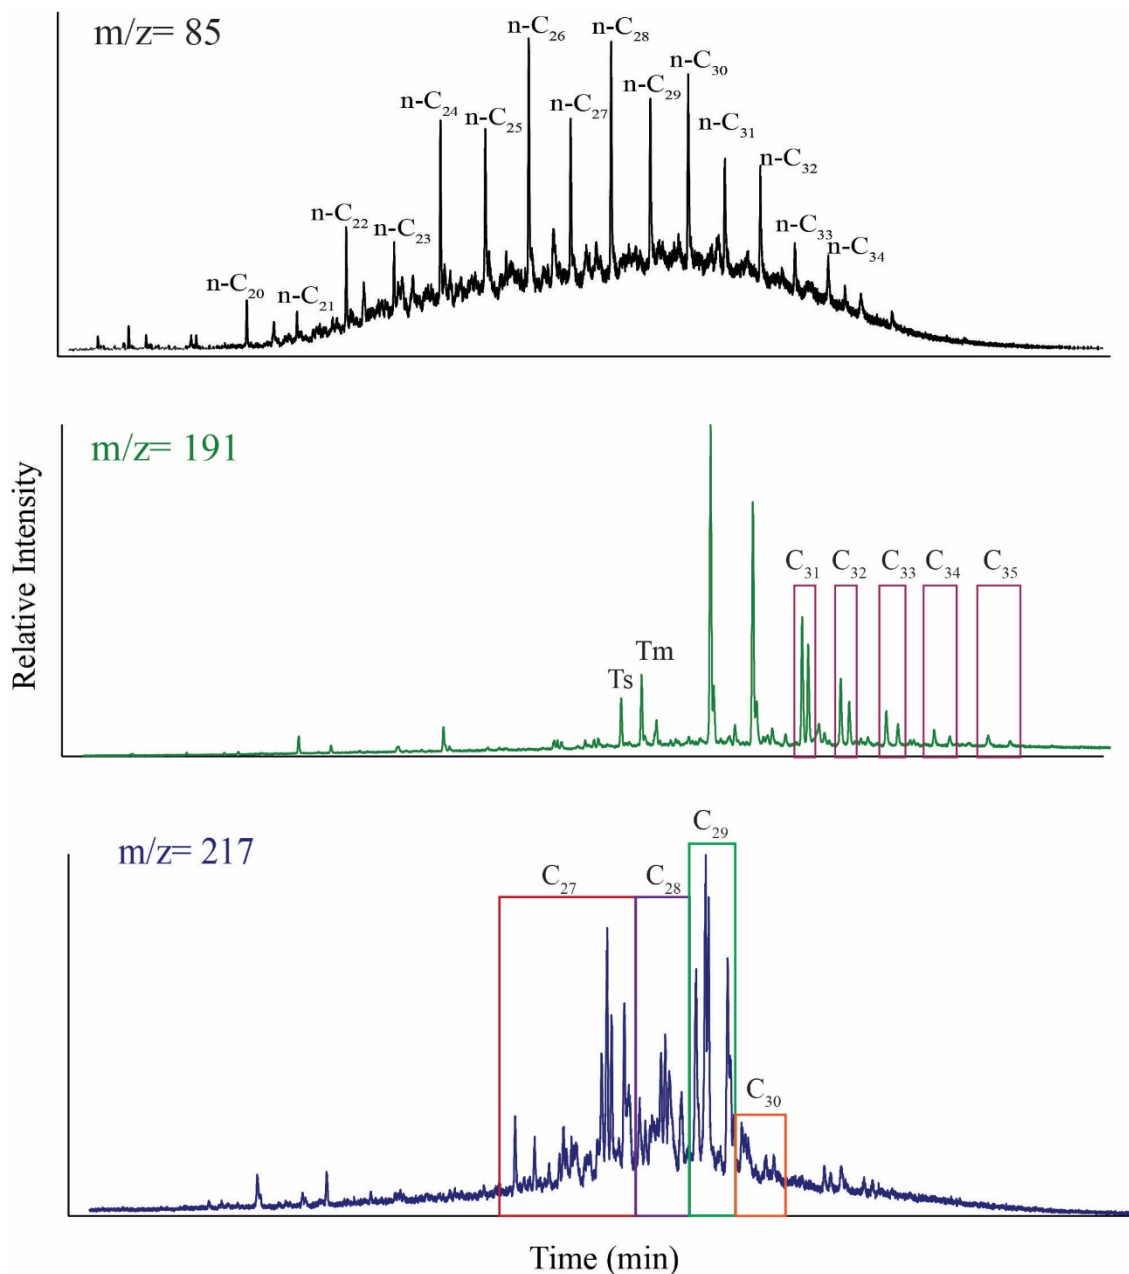 m/z= 85
n-C₂₀
n-C₂₁
n-C₂₂
n-C₂₃
n-C₂₄
n-C₂₅
n-C₂₆
n-C₂₇
n-C₂₈
n-C₂₉
n-C₃₀
n-C₃₁
n-C₃₂
n-C₃₃
n-C₃₄
Relative Intensity
m/z= 191
Ts
Tm
C₃₁
C₃₂
C₃₃
C₃₄
C₃₅
m/z= 217
C₂₇
C₂₈
C₂₉
C₃₀
Time (min)